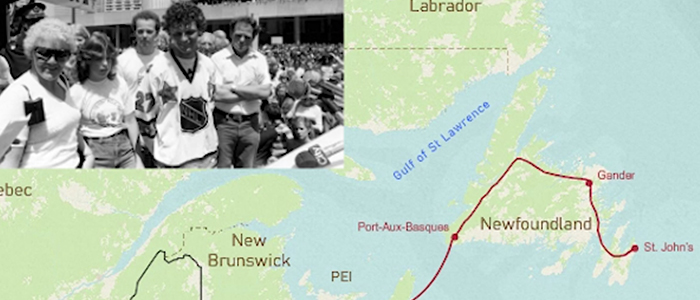 Labrador
Gulf of St Lawrence
Gander
ebec
Port-Aux-Basques
Newfoundland
St. John's
New
Brunswick
PEI